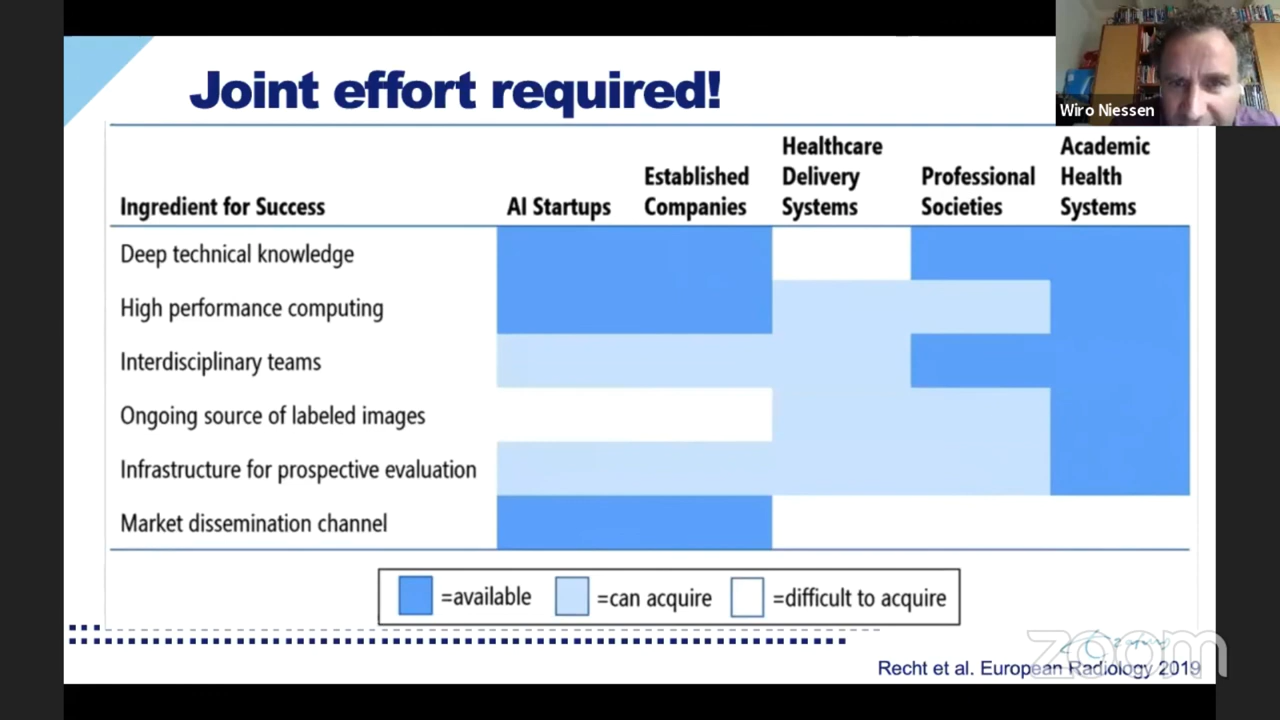 Joint effort required!
Wiro Niessen
Ingredient for Success
AI Startups
Established
Companies
Healthcare
Delivery
Systems
Professional
Societies
Academic
Health
Systems
Deep technical knowledge
High performance computing
Interdisciplinary teams
Ongoing source of labeled images
Infrastructure for prospective evaluation
Market dissemination channel
=available
=can acquire
=difficult to acquire
zoom
Recht et al. European Radiology 2019